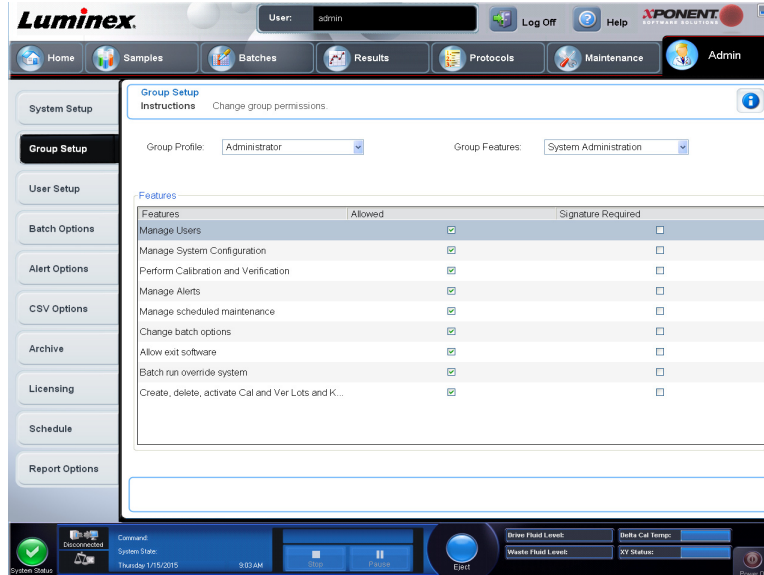 Luminex.
User: admin
Log Off
Help
XPONENT
SOFTWARE SOLUTIONS
Home
Samples
Batches
Results
Protocols
Maintenance
Admin
System Setup
Group Setup
User Setup
Batch Options
Alert Options
CSV Options
Archive
Licensing
Schedule
Report Options
Group Setup
Instructions Change group permissions.
Group Profile: Administrator
Group Features: System Administration
Features
Features Allowed Signature Required
Manage Users
Manage System Configuration
Perform Calibration and Verification
Manage Alerts
Manage scheduled maintenance
Change batch options
Allow exit software
Batch run override system
Create, delete, activate Cal and Ver Lots and K...
System Status
Disconnected
Command:
System State:
Thursday 1/15/2015 9:03 AM
Stop
Pause
Eject
Drive Fluid Level:
Waste Fluid Level:
Delta Cal Temp:
XY Status:
Power O